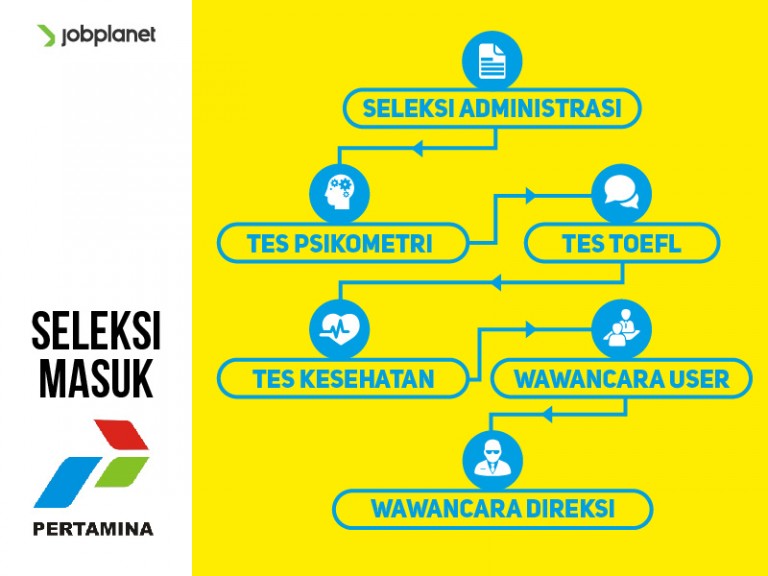 jobplanet
SELEKSI ADMINISTRASI
TES PSIKOMETRI
TES TOEFL
TES KESEHATAN
WAWANCARA USER
WAWANCARA DIREKSI
SELEKSI
MASUK
PERTAMINA